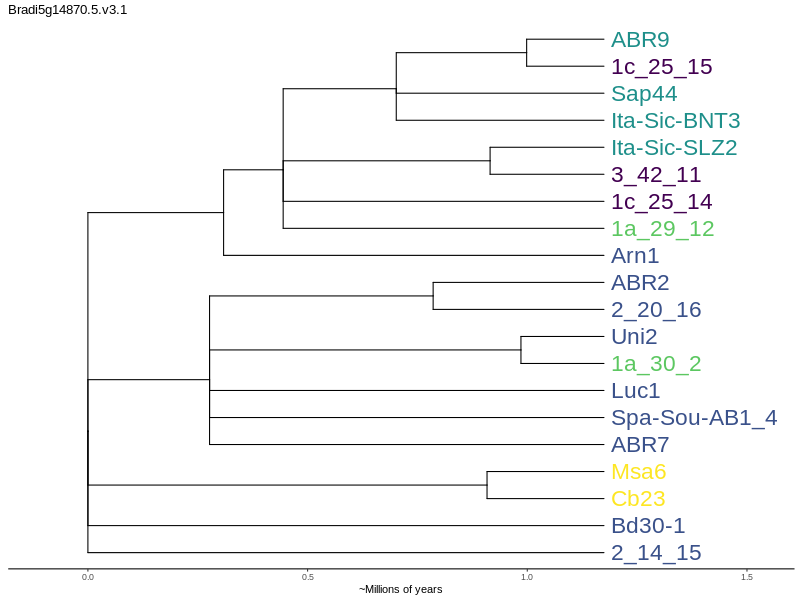 Bradi5g14870.5.v3.1
ABR9
1c_25_15
Sap44
Ita-Sic-BNT3
Ita-Sic-SLZ2
3_42_11
1c_25_14
1a_29_12
Arn1
ABR2
2_20_16
Uni2
1a_30_2
Luc1
Spa-Sou-AB1_4
ABR7
Msa6
Cb23
Bd30-1
2_14_15
0.0 0.5 1.0 1.5
~Millions of years